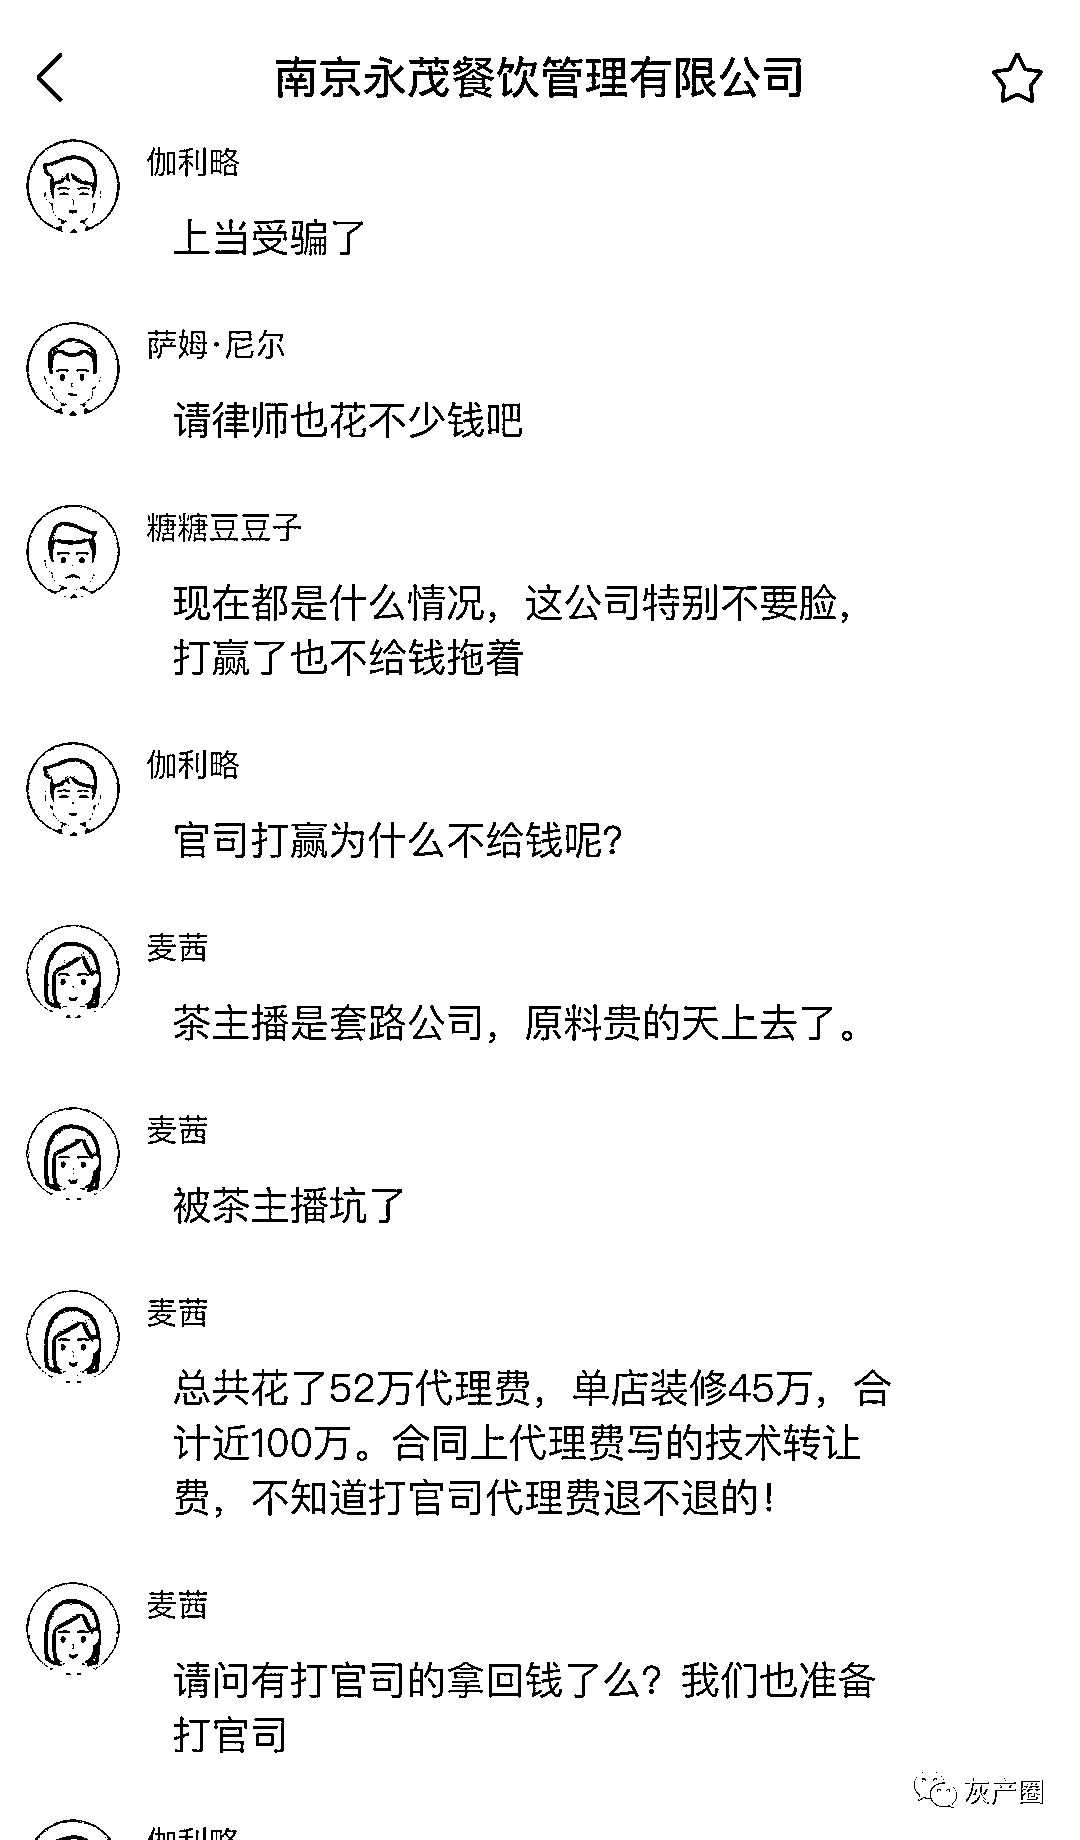 南京永茂餐饮管理有限公司
伽利略
上当受骗了
萨姆·尼尔
请律师也花不少钱吧
糖糖豆豆子
现在都是什么情况，这公司特别不要脸，
打赢了也不给钱拖着
伽利略
官司打赢为什么不给钱呢？
麦茜
茶主播是套路公司，原料贵的天上去了。
麦茜
被茶主播坑了
麦茜
总共花了52万代理费，单店装修45万，合
计近100万。合同上代理费写的技术转让
费，不知道打官司代理费退不退的！
麦茜
请问有打官司的拿回钱了么？我们也准备
打官司
灰产圈
伽利略